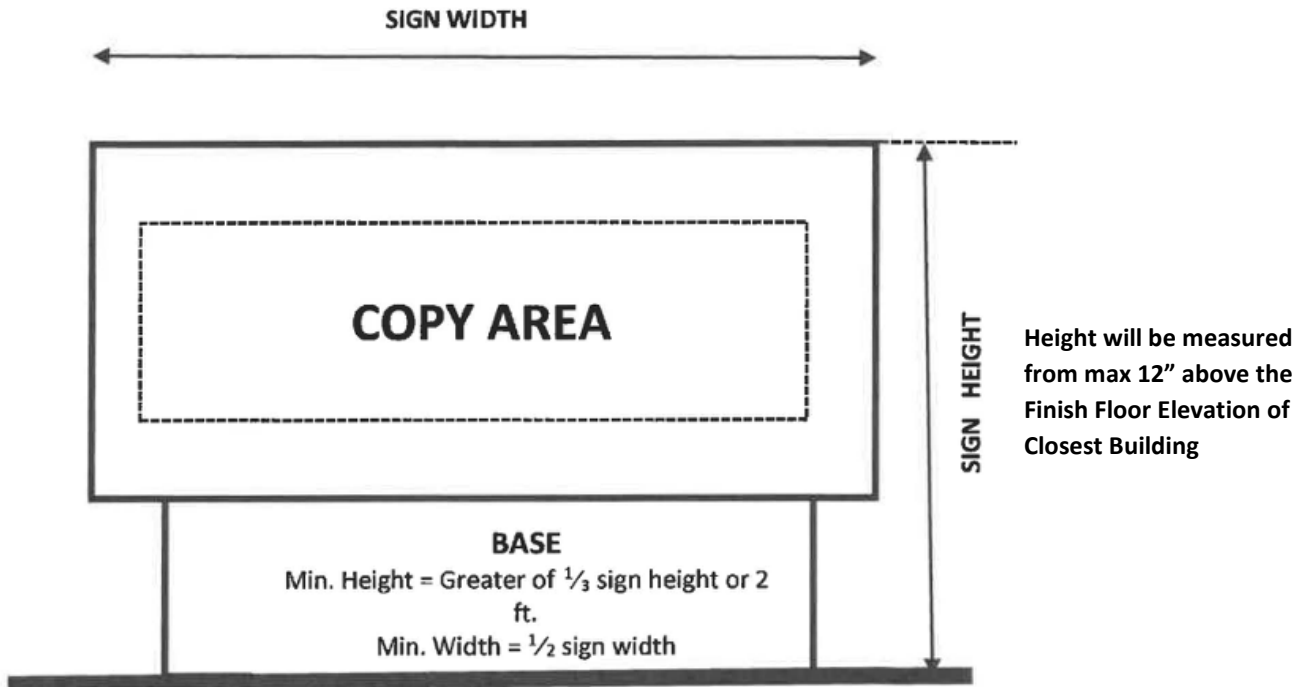 SIGN WIDTH
COPY AREA
SIGN HEIGHT
Height will be measured
from max 12” above the
Finish Floor Elevation of
Closest Building
BASE
Min. Height = Greater of ⅓ sign height or 2
ft.
Min. Width = ½ sign width